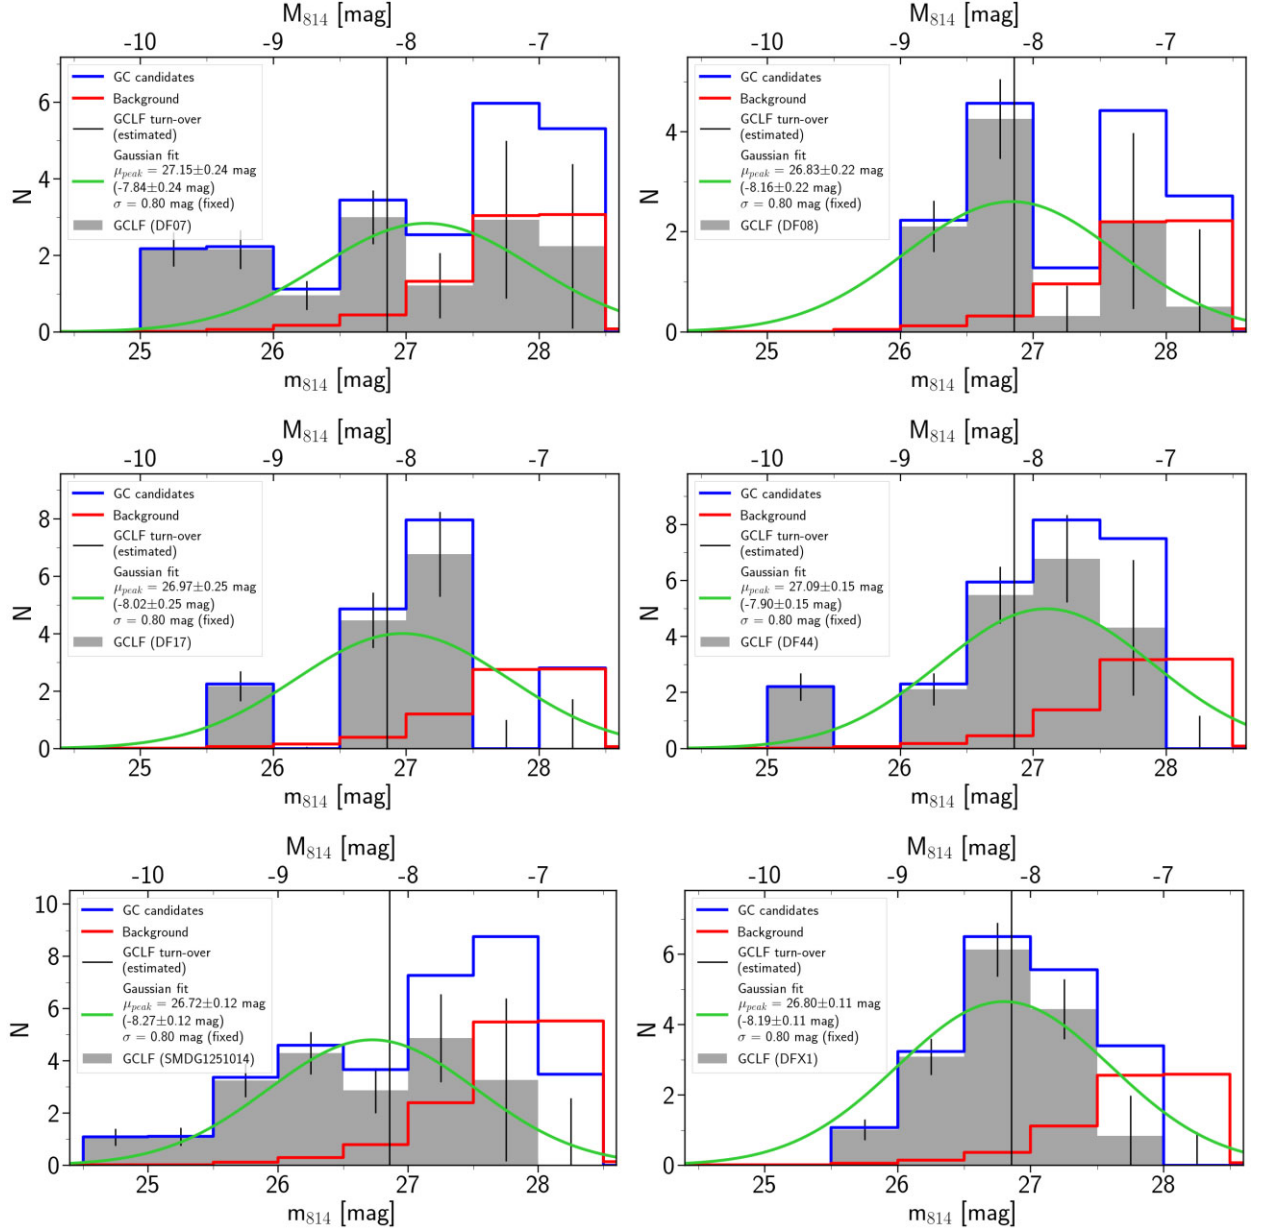 M814 [mag]
-10 -9 -8 -7
GC candidates
Background
GCLF turn-over
(estimated)
Gaussian fit
μpeak = 27.15±0.24 mag
(-7.84±0.24 mag)
σ = 0.80 mag (fixed)
GCLF (DF07)
N
6
4
2
0
25 26 27 28
m814 [mag]
M814 [mag]
-10 -9 -8 -7
GC candidates
Background
GCLF turn-over
(estimated)
Gaussian fit
μpeak = 26.83±0.22 mag
(-8.16±0.22 mag)
σ = 0.80 mag (fixed)
GCLF (DF08)
N
4
2
0
25 26 27 28
m814 [mag]
M814 [mag]
-10 -9 -8 -7
GC candidates
Background
GCLF turn-over
(estimated)
Gaussian fit
μpeak = 26.97±0.25 mag
(-8.02±0.25 mag)
σ = 0.80 mag (fixed)
GCLF (DF17)
N
8
6
4
2
0
25 26 27 28
m814 [mag]
M814 [mag]
-10 -9 -8 -7
GC candidates
Background
GCLF turn-over
(estimated)
Gaussian fit
μpeak = 27.09±0.15 mag
(-7.90±0.15 mag)
σ = 0.80 mag (fixed)
GCLF (DF44)
N
8
6
4
2
0
25 26 27 28
m814 [mag]
M814 [mag]
-10 -9 -8 -7
GC candidates
Background
GCLF turn-over
(estimated)
Gaussian fit
μpeak = 26.72±0.12 mag
(-8.27±0.12 mag)
σ = 0.80 mag (fixed)
GCLF (SMDG1251014)
N
10
8
6
4
2
0
25 26 27 28
m814 [mag]
M814 [mag]
-10 -9 -8 -7
GC candidates
Background
GCLF turn-over
(estimated)
Gaussian fit
μpeak = 26.80±0.11 mag
(-8.19±0.11 mag)
σ = 0.80 mag (fixed)
GCLF (DFX1)
N
6
4
2
0
25 26 27 28
m814 [mag]